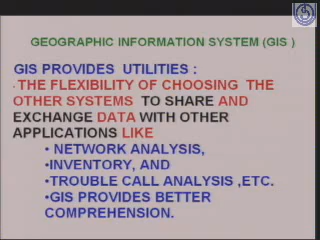 GEOGRAPHIC INFORMATION SYSTEM (GIS )
GIS PROVIDES UTILITIES :
· THE FLEXIBILITY OF CHOOSING THE
OTHER SYSTEMS TO SHARE AND
EXCHANGE DATA WITH OTHER
APPLICATIONS LIKE
• NETWORK ANALYSIS,
•INVENTORY, AND
•TROUBLE CALL ANALYSIS ,ETC.
•GIS PROVIDES BETTER
COMPREHENSION.